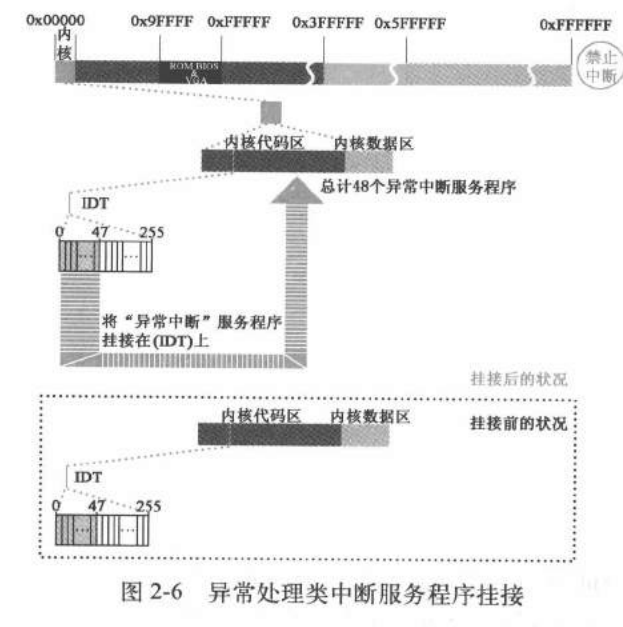 0x00000 0x9FFFF 0xFFFFF 0x3FFFFF 0x5FFFFF 0xFFFFFF
内核
ROM BIOS
&
VGA
禁止
中断
内核代码区 内核数据区
总计48个异常中断服务程序
IDT
0 47 255
... ...
将“异常中断”服务程序
挂接在(IDT)上
挂接后的状况
内核代码区 内核数据区 挂接前的状况
IDT
0 47 255
... ...
图 2-6 异常处理类中断服务程序挂接